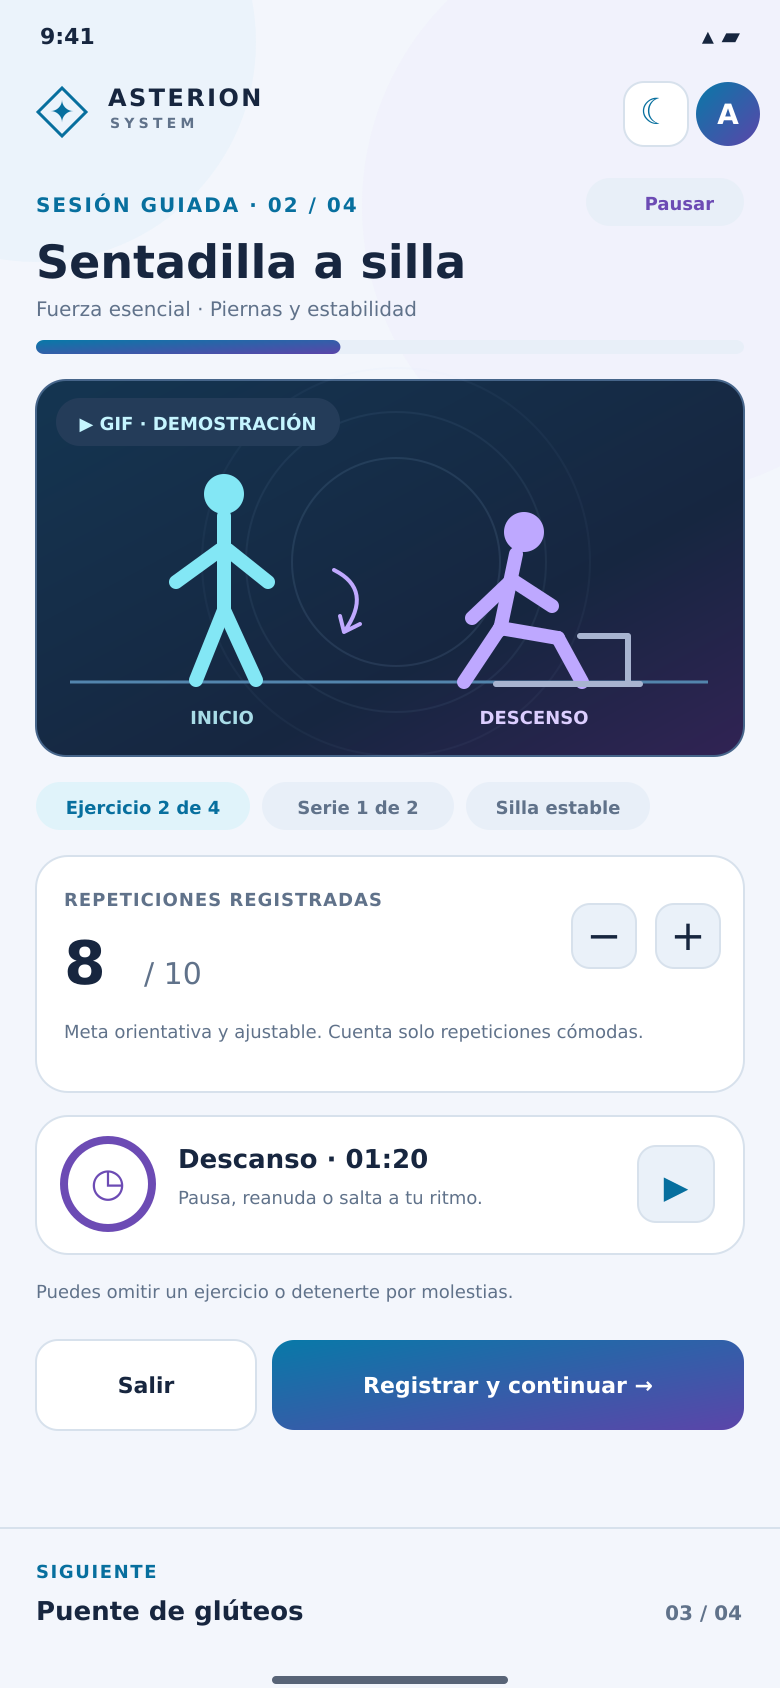 9:41
ASTERION
SYSTEM
A
SESIÓN GUIADA · 02 / 04
Pausar
Sentadilla a silla
Fuerza esencial · Piernas y estabilidad
▶ GIF · DEMOSTRACIÓN
INICIO
DESCENSO
Ejercicio 2 de 4
Serie 1 de 2
Silla estable
REPETICIONES REGISTRADAS
8 / 10
− +
Meta orientativa y ajustable. Cuenta solo repeticiones cómodas.
Descanso · 01:20
Pausa, reanuda o salta a tu ritmo.
Puedes omitir un ejercicio o detenerte por molestias.
Salir
Registrar y continuar →
SIGUIENTE
Puente de glúteos
03 / 04